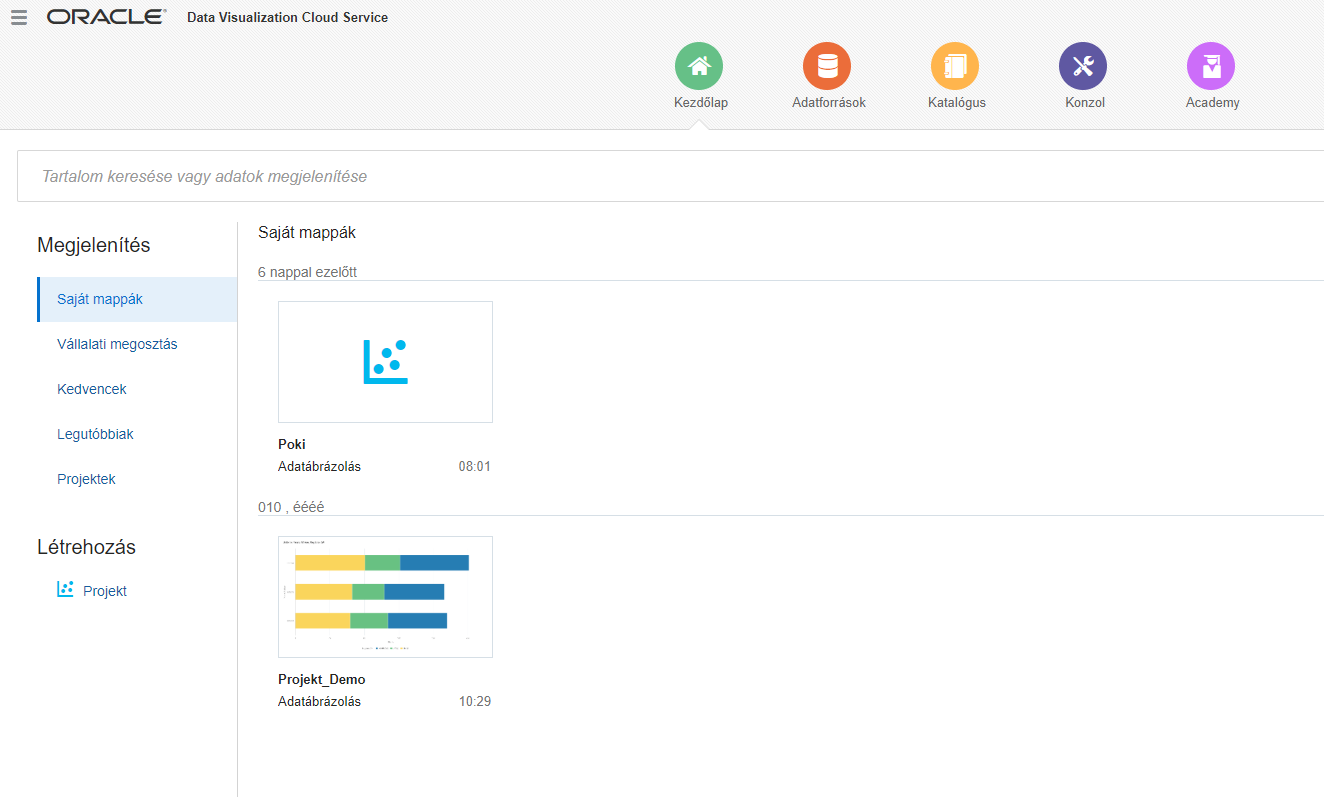 ORACLE Data Visualization Cloud Service
Kezdőlap Adatforrások Katalógus Konzol Academy
Tartalom keresése vagy adatok megjelenítése
Megjelenítés
Saját mappák
Vállalati megosztás
Kedvencek
Legutóbbiak
Projektek
Létrehozás
Projekt
Saját mappák
6 nappal ezelőtt
Poki
Adatábrázolás 08:01
010 , éééé
Projekt_Demo
Adatábrázolás 10:29